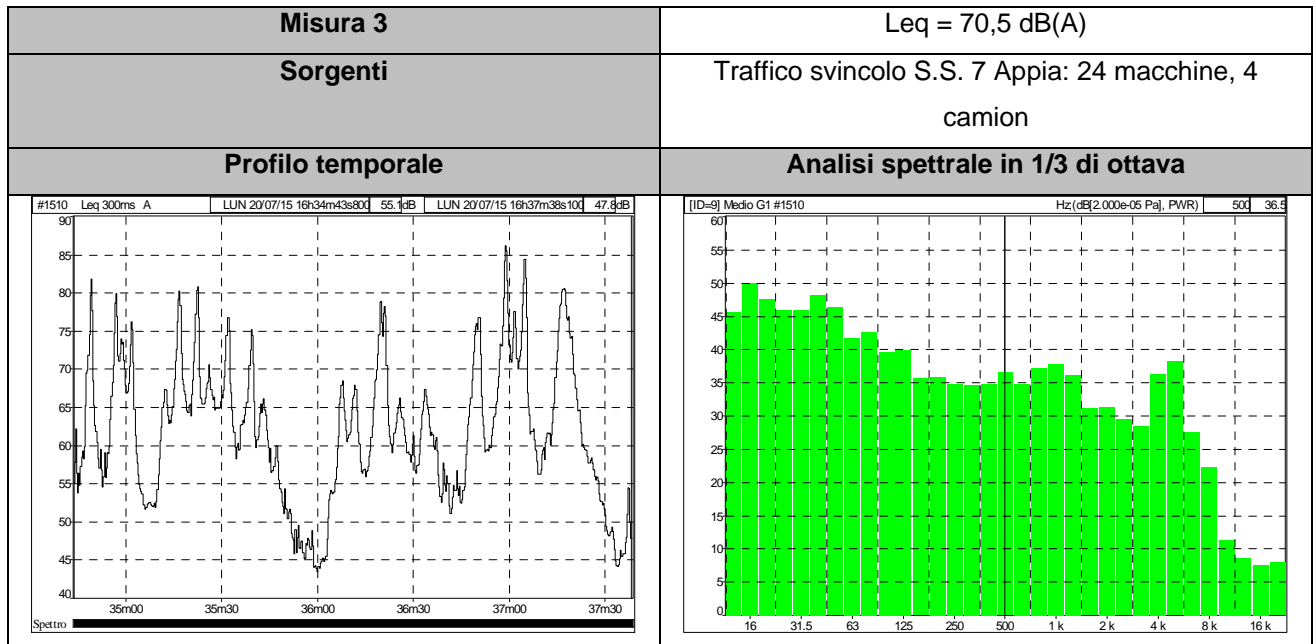 Misura 3
Leq = 70,5 dB(A)
Sorgenti
Traffico svincolo S.S. 7 Appia: 24 macchine, 4
camion
Profilo temporale
Analisi spettrale in 1/3 di ottava
#1510 Leq 300ms A LUN 20/07/15 16h34m43s800 55.1dB LUN 20/07/15 16h37m38s100 47.8dB
90
85
80
75
70
65
60
55
50
45
40
35m00 35m30 36m00 36m30 37m00 37m30
Spettro
[ID=9] Medio G1 #1510 Hz;(dB[2.000e-05 Pa], PWR) 500 36.5
60
55
50
45
40
35
30
25
20
15
10
5
0
16 31.5 63 125 250 500 1 k 2 k 4 k 8 k 16 k